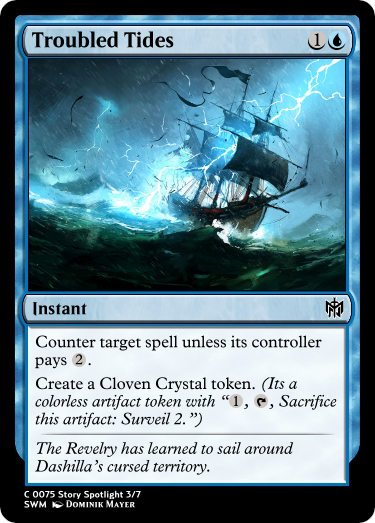 Troubled Tides 1
Instant
Counter target spell unless its controller
pays 2.
Create a Cloven Crystal token. (Its a
colorless artifact token with “1, , Sacrifice
this artifact: Surveil 2.”)
The Revelry has learned to sail around
Dashilla's cursed territory.
C 0075 Story Spotlight 3/7
SWM Dominik Mayer